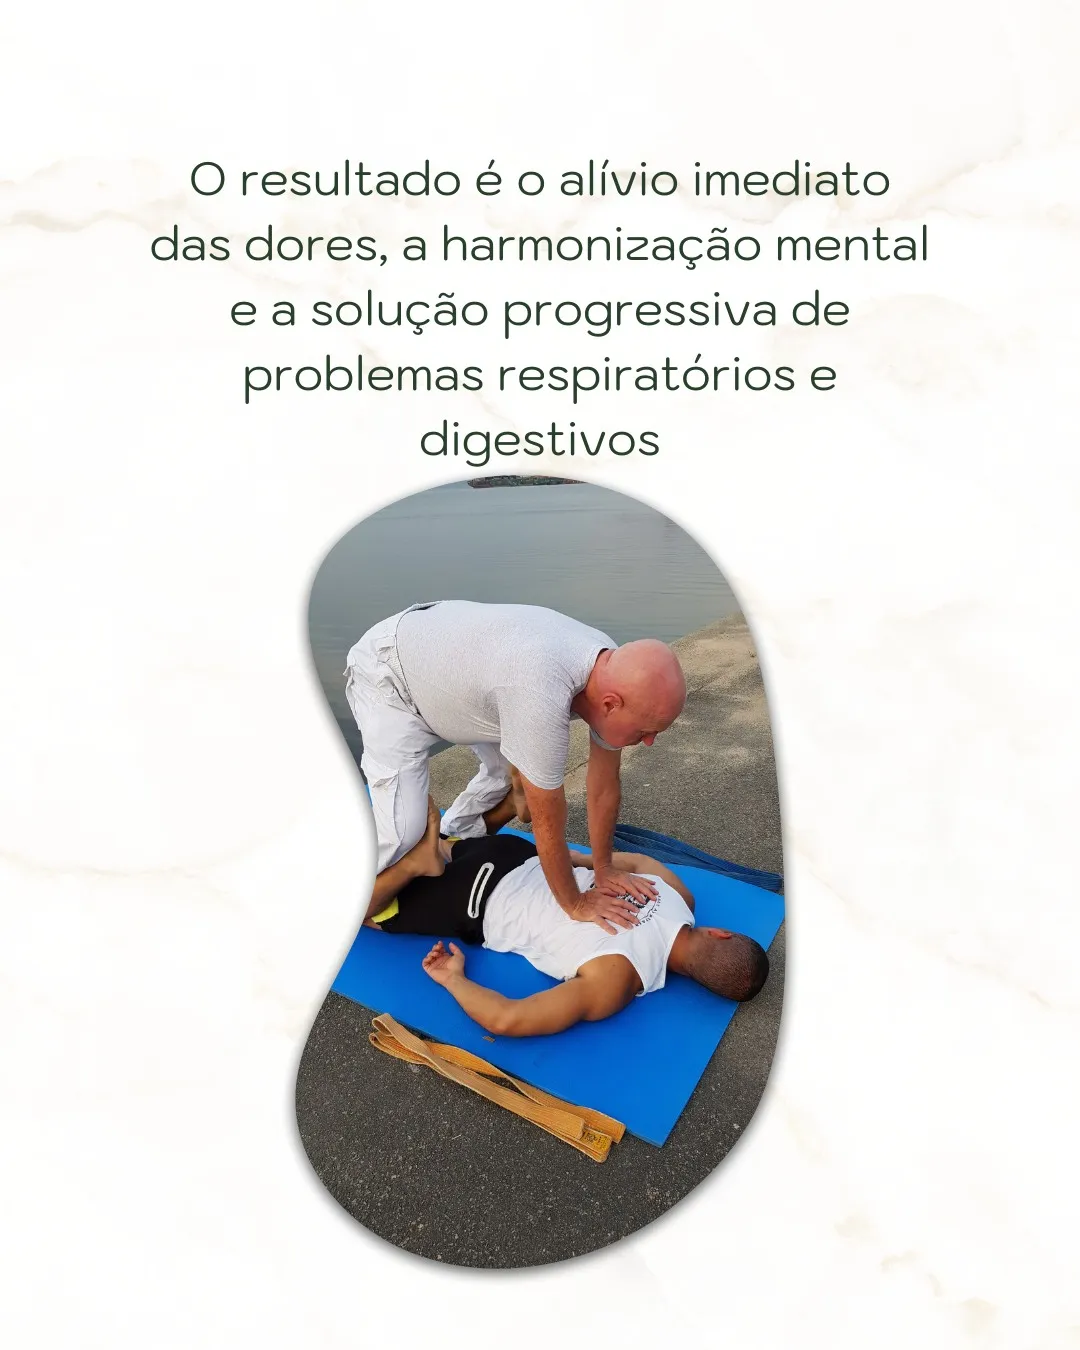 O resultado é o alívio imediato
das dores, a harmonização mental
e a solução progressiva de
problemas respiratórios e
digestivos